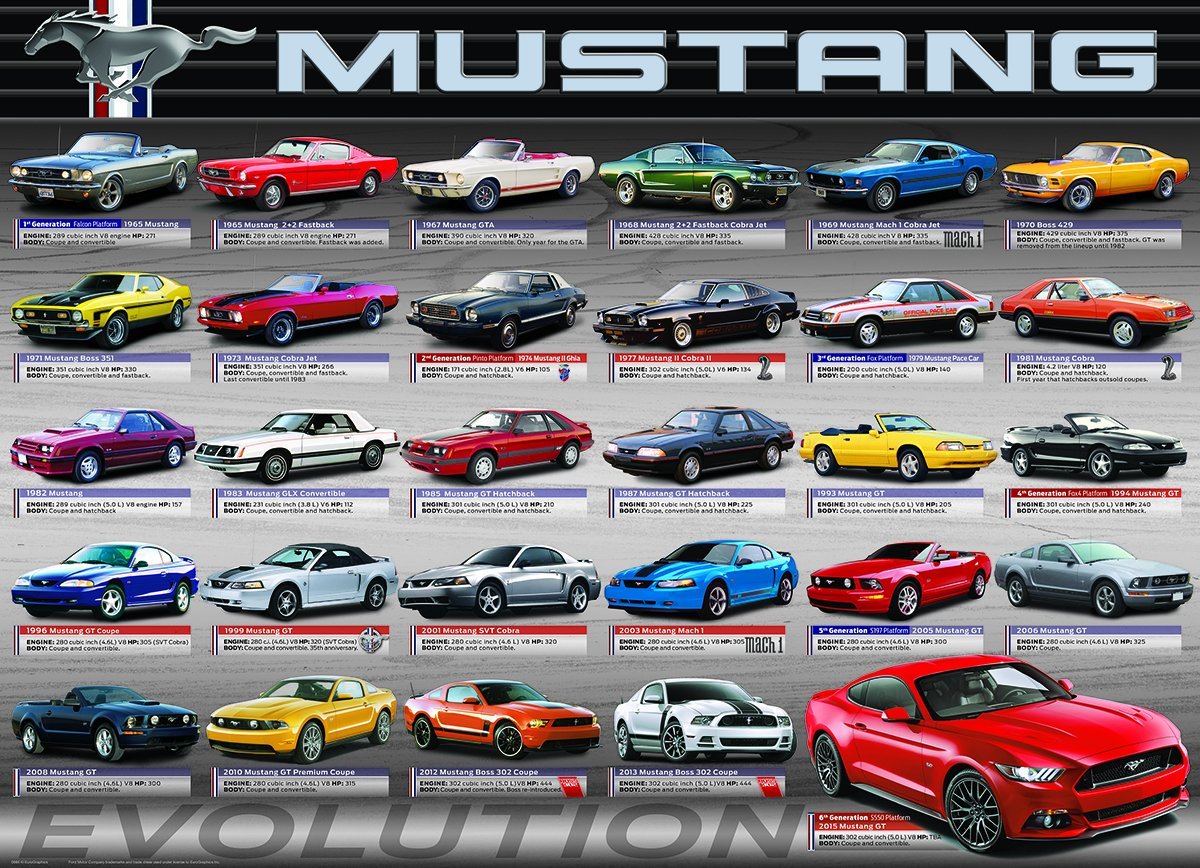 MUSTANG
1st Generation Falcon Platform 1965 Mustang
ENGINE: 289 cubic inch V8 engine HP: 271
BODY: Coupe and convertible
1965 Mustang 2+2 Fastback
ENGINE: 289 cubic inch V8 engine HP: 271
BODY: Coupe and convertible. Fastback was added.
1967 Mustang GTA
ENGINE: 390 cubic inch V8 HP: 320
BODY: Coupe and convertible. Only year for the GTA.
1968 Mustang 2+2 Fastback Cobra Jet
ENGINE: 428 cubic inch V8 HP: 335
BODY: Coupe, convertible and fastback.
1969 Mustang Mach 1 Cobra Jet
ENGINE: 428 cubic inch V 8 HP: 335
BODY: Coupe, convertible and fastback.
mach 1
1970 Boss 429
ENGINE: 429 cubic inch V8 HP: 375
BODY: Coupe, convertible and fastback. GT was
removed from the lineup until 1982
1971 Mustang Boss 351
ENGINE: 351 cubic inch V8 HP: 330
BODY: Coupe, convertible and fastback.
1973 Mustang Cobra Jet
ENGINE: 351 cubic inch V8 HP: 266
BODY: Coupe, convertible and fastback.
Last convertible until 1983
2nd Generation Pinto Platform 1974 Mustang II Ghia
ENGINE: 171 cubic inch (2.8L) V6 HP: 105
BODY: Coupe and hatchback.
1977 Mustang II Cobra II
ENGINE: 302 cubic inch (5.0L) V6 HP: 134
BODY: Coupe and hatchback.
3rd Generation Fox Platform 1979 Mustang Pace Car
ENGINE: 200 cubic inch (5.0L) V8 HP: 140
BODY: Coupe and hatchback.
OFFICIAL PACE CAR
1981 Mustang Cobra
ENGINE: 4.2 liter V8 HP: 120
BODY: Coupe and hatchback.
First year that hatchbacks outsold coupes.
1982 Mustang
ENGINE: 289 cubic inch (5.0 L) V8 engine HP: 157
BODY: Coupe and hatchback
1983 Mustang GLX Convertible
ENGINE: 231 cubic inch (3.8 L) V6 HP: 112
BODY: Coupe, convertible and hatchback.
1985 Mustang GT Hatchback
ENGINE: 301 cubic inch (5.0 L) V8 HP: 210
BODY: Coupe, convertible and hatchback.
1987 Mustang GT Hatchback
ENGINE: 301 cubic inch (5.0 L) V8 HP: 225
BODY: Coupe, convertible and hatchback.
1993 Mustang GT
ENGINE: 301 cubic inch (5.0 L) V8 HP: 205
BODY: Coupe, convertible and hatchback.
4th Generation Fox4 Platform 1994 Mustang GT
ENGINE: 301 cubic inch (5.0 L) V8 HP: 240
BODY: Coupe and convertible.
1996 Mustang GT Coupe
ENGINE: 280 cubic inch (4.6L) V8 HP: 305 (SVT Cobra)
BODY: Coupe and convertible.
1999 Mustang GT
ENGINE: 280 c.i. (4.6L) V8 HP: 320 (SVT Cobra)
BODY: Coupe and convertible. 35th anniversary.
2001 Mustang SVT Cobra
ENGINE: 280 cubic inch (4.6 L) V8 HP: 320
BODY: Coupe and convertible.
2003 Mustang Mach 1
ENGINE: 280 cubic inch (4.6 L) V8 HP: 305
BODY: Coupe and convertible.
mach 1
5th Generation S197 Platform 2005 Mustang GT
ENGINE: 280 cubic inch (4.6 L) V8 HP: 300
BODY: Coupe and convertible.
2006 Mustang GT
ENGINE: 280 cubic inch (4.6 L) V8 HP: 325
BODY: Coupe.
2008 Mustang GT
ENGINE: 280 cubic inch (4.6L) V8 HP: 300
BODY: Coupe and convertible.
2010 Mustang GT Premium Coupe
ENGINE: 280 cubic inch (4.6L) V8 HP: 315
BODY: Coupe and convertible.
2012 Mustang Boss 302 Coupe
ENGINE: 302 cubic inch (5.0 L) V8 HP: 444
BODY: Coupe and convertible. Boss re-introduced
2013 Mustang Boss 302 Coupe
ENGINE: 302 cubic inch (5.0 L)V8 HP: 444
BODY: Coupe and convertible.
6th Generation S550 Platform
2015 Mustang GT
ENGINE: 302 cubic inch (5.0 L) V8 HP: TBA
BODY: Coupe and convertible.
EVOLUTION
Ford Motor Company trademarks and trade dress used under license to EuroGraphics Inc.